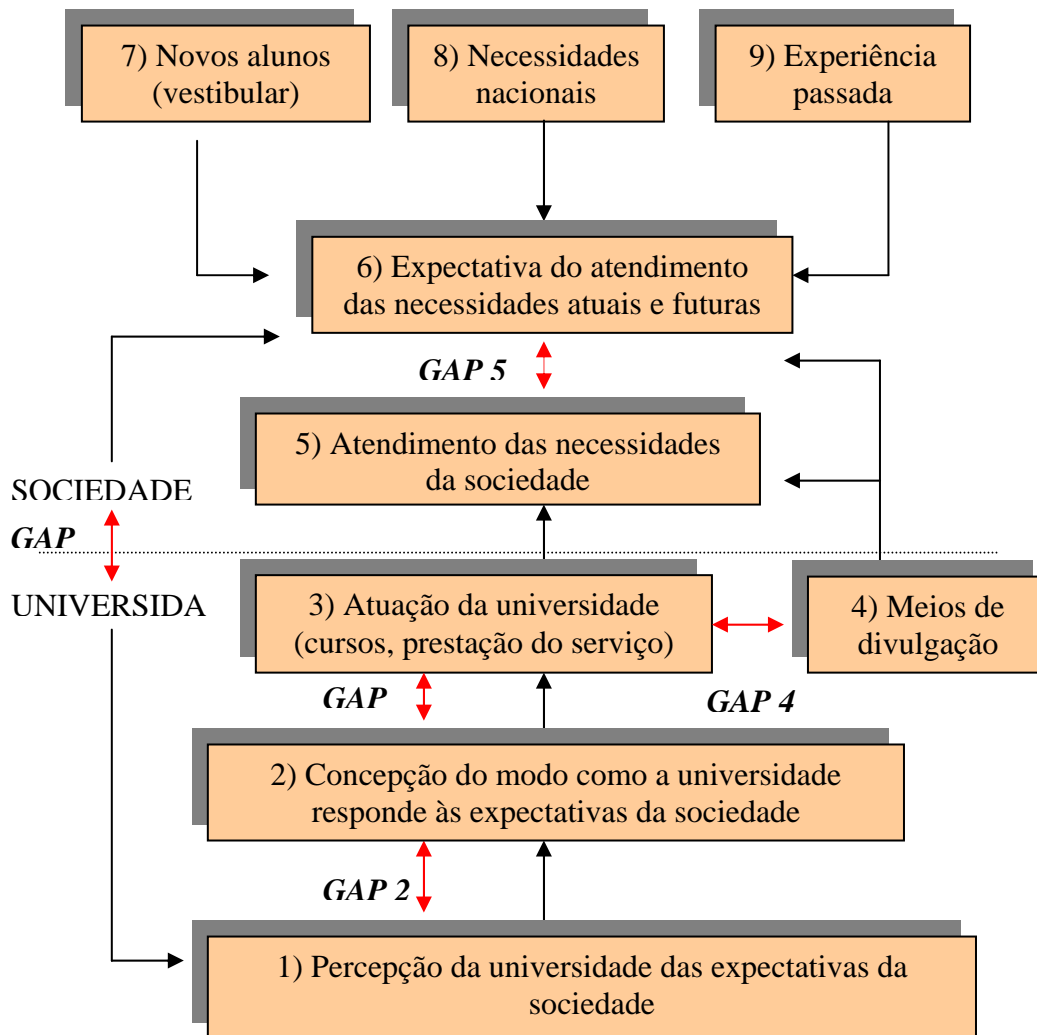 7) Novos alunos
(vestibular)
8) Necessidades
nacionais
9) Experiência
passada
6) Expectativa do atendimento
das necessidades atuais e futuras
GAP 5
5) Atendimento das necessidades
da sociedade
SOCIEDADE
GAP
UNIVERSIDA
3) Atuação da universidade
(cursos, prestação do serviço)
4) Meios de
divulgação
GAP
GAP 4
2) Concepção do modo como a universidade
responde às expectativas da sociedade
GAP 2
1) Percepção da universidade das expectativas da
sociedade